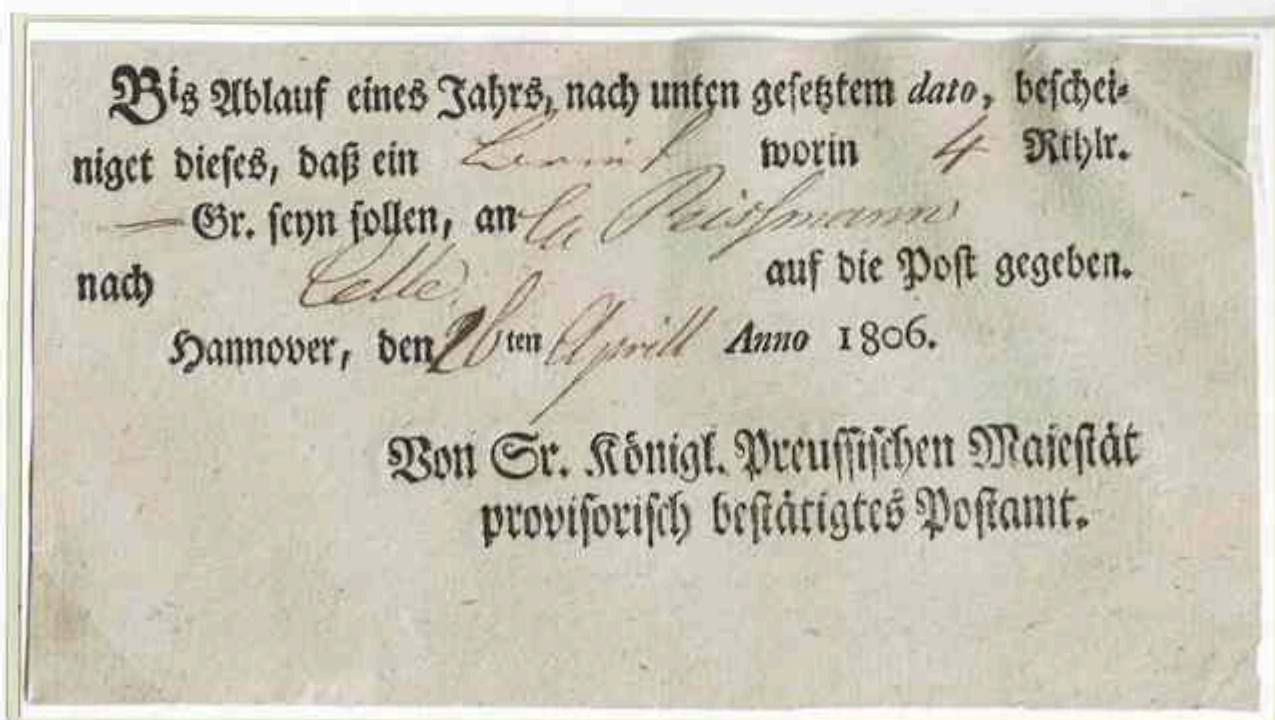 Bis Ablauf eines Jahrs, nach unten gesetztem dato, beschei-
niget dieses, daß ein worin 4 Rthlr.
— Gr. seyn sollen, an
nach Celle. auf die Post gegeben.
Hannover, den 26ten Aprill Anno 1806.
Von Sr. Königl. Preussischen Majestät
provisorisch bestätigtes Postamt.